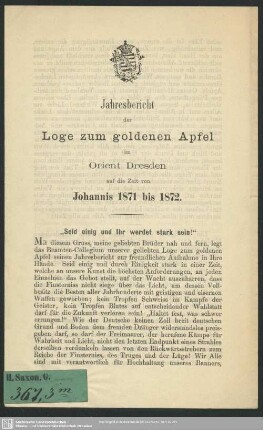 Jahresbericht
der
Loge zum goldenen Apfel
im
Orient Dresden
auf die Zeit von
Johannis 1871 bis 1872.
„Seid einig und Ihr werdet stark sein!“
Mit diesem Gruss, meine geliebten Brüder nah und fern, legt
das Beamten-Collegium unserer geliebten Loge zum goldenen
Apfel seinen Jahresbericht zur freundlichen Aufnahme in Ihre
Hände. Seid einig und durch Einigkeit stark in einer Zeit,
welche an unsere Kunst die höchsten Anforderungen, an jeden
Einzelnen das Gebot stellt, auf der Wacht auszuharren, dass
die Finsterniss nicht siege über das Licht, um dessen Voll-
besitz die Besten aller Jahrhunderte mit geistigen und eisernen
Waffen geworben; kein Tropfen Schweiss im Kampfe der
Geister, kein Tropfen Blutes auf entscheidender Wahlstatt
darf für die Zukunft verloren sein! „Haltet fest, was schwer
errungen!“ Wie der Deutsche keinen Zoll breit deutschen
Grund und Boden dem fremden Dränger widerstandslos preis-
geben darf, so darf der Freimaurer, der berufene Kämpe für
Wahrheit und Licht, nicht den letzten Endpunkt eines Strahles
derselben verdunkeln lassen von den Rückwärtsstrebern zum
Reiche der Finsterniss, des Truges und der Lüge! Wir Alle
sind mit verantwortlich für Hochhaltung unseres Banners,
H. Saxon. G.
367,3m